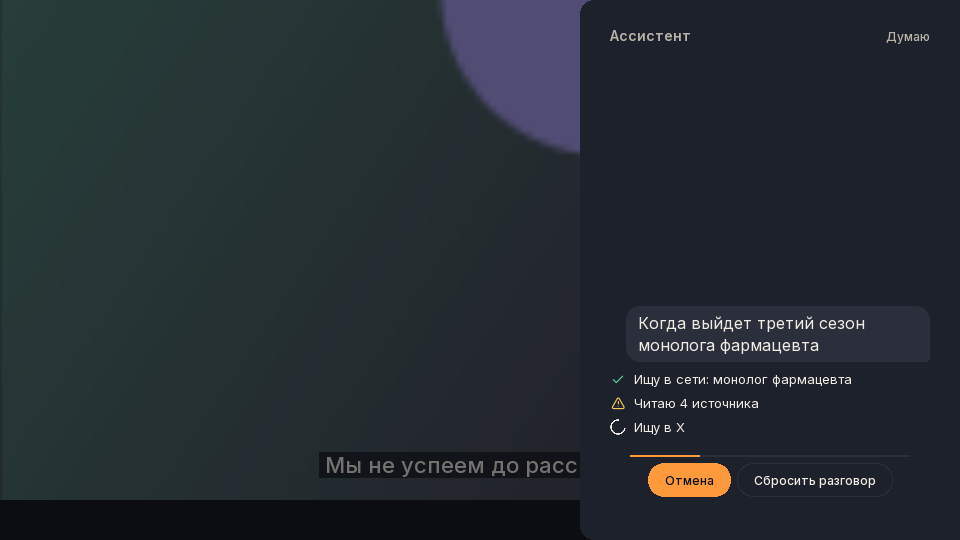 Ассистент
Думаю
Когда выйдет третий сезон
монолога фармацевта
Ищу в сети: монолог фармацевта
Читаю 4 источника
Ищу в X
Мы не успеем до расс
Отмена
Сбросить разговор